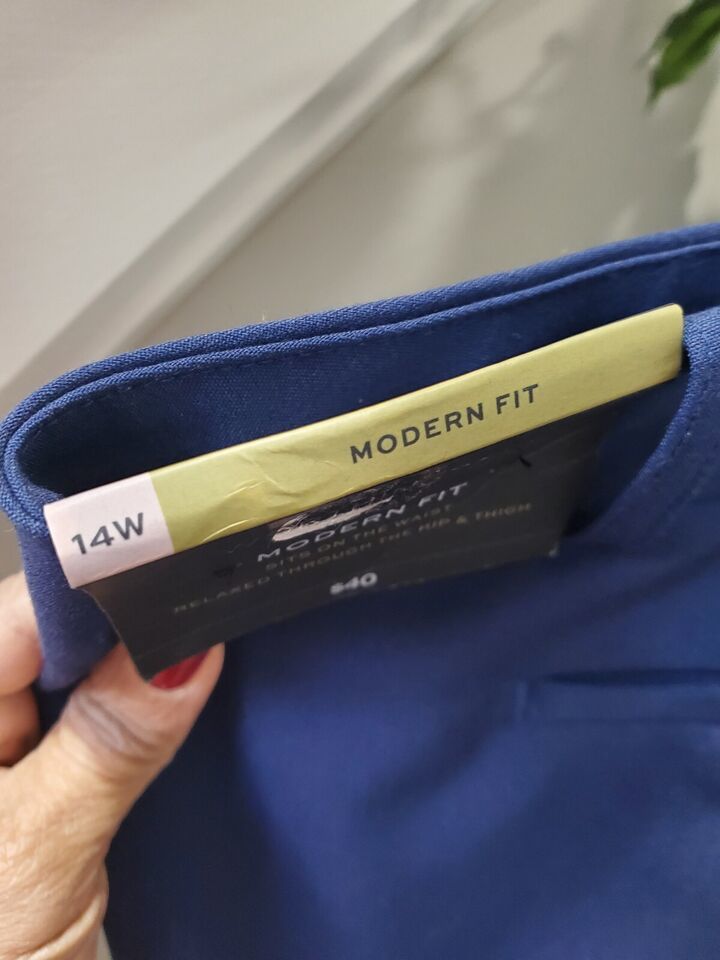 14W MODERN FIT
MODERN FIT
SITS ON THE WAIST
RELAXED THROUGH THE HIP & THIGH
$40